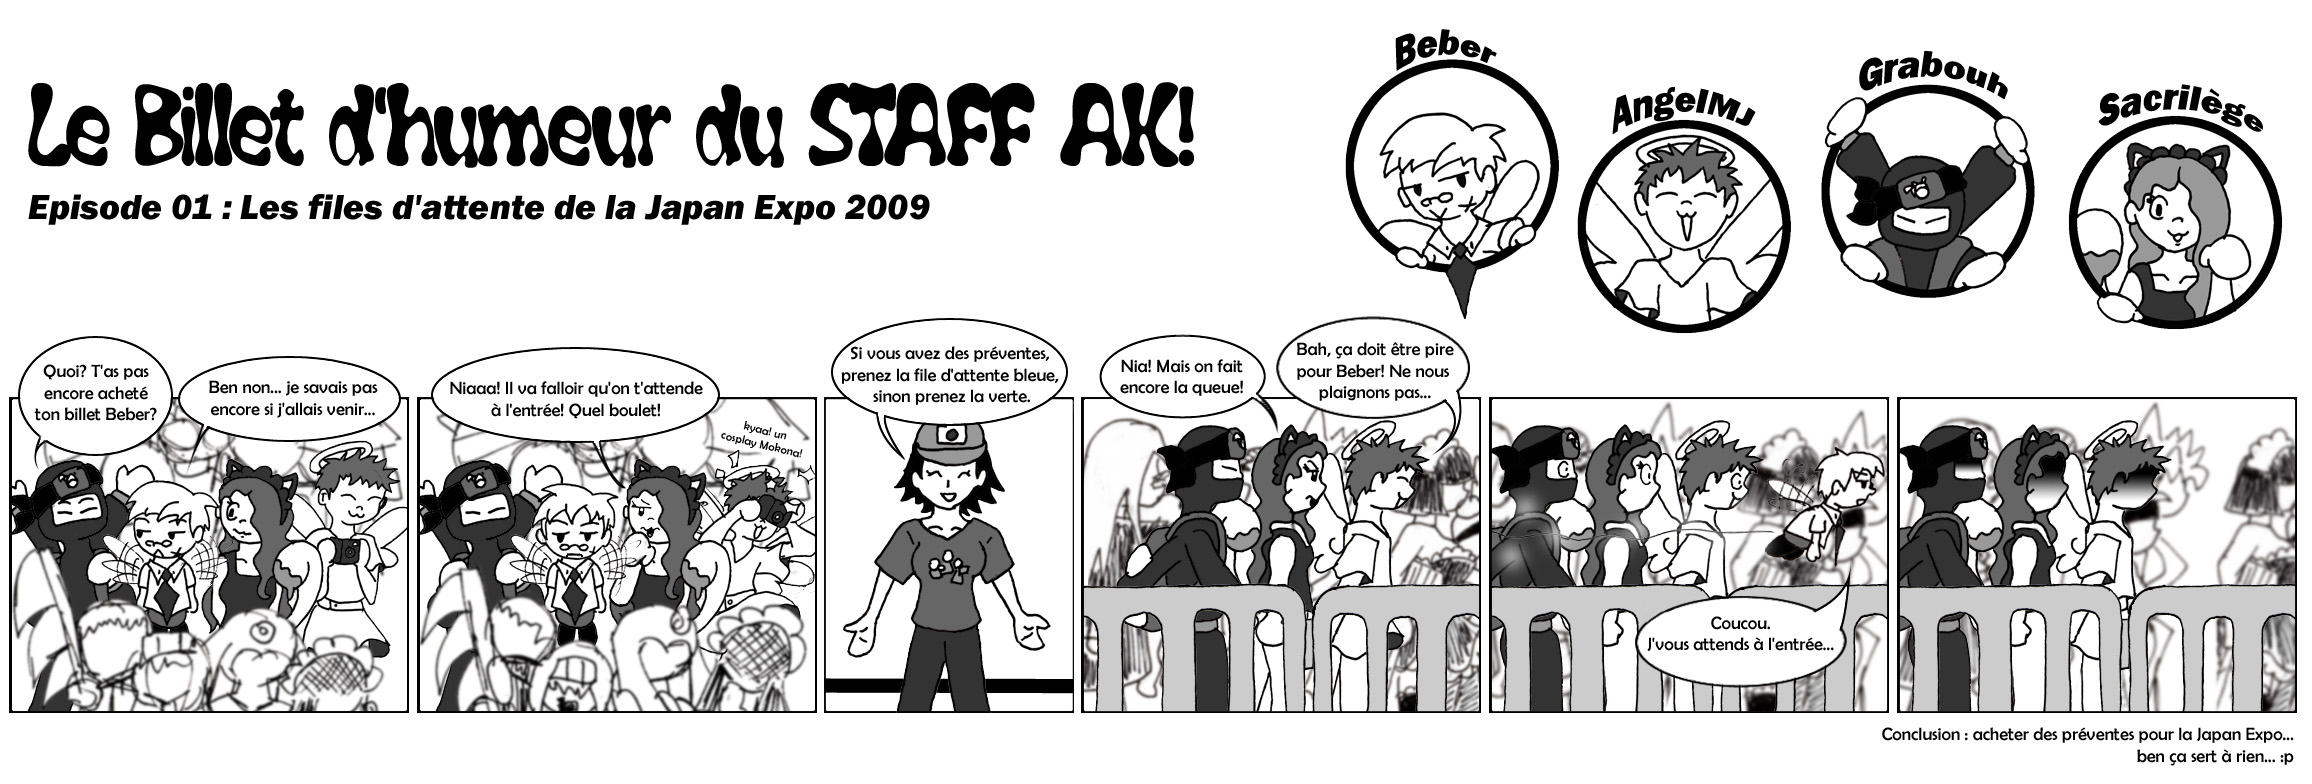 Le Billet d'humeur du STAFF AK!
Episode 01 : Les files d'attente de la Japan Expo 2009
Beber
AngelMJ
Grabouh
Sacrilège
Quoi? T'as pas
encore acheté
ton billet Beber?
Ben non... je savais pas
encore si j'allais venir...
Niaaa! Il va falloir qu'on t'attende
à l'entrée! Quel boulet!
kyaa! un
cosplay Mokona!
Si vous avez des préventes,
prenez la file d'attente bleue,
sinon prenez la verte.
Nia! Mais on fait
encore la queue!
Bah, ça doit être pire
pour Beber! Ne nous
plaignons pas...
Coucou.
J'vous attends à l'entrée...
Conclusion : acheter des préventes pour la Japan Expo...
ben ça sert à rien... :p